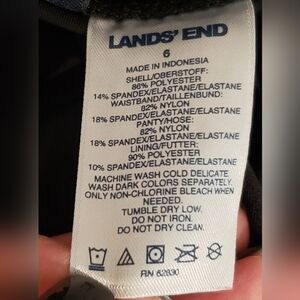 LANDS' END
6
MADE IN INDONESIA
SHELL/OBERSTOFF:
86% POLYESTER
14% SPANDEX/ELASTANE/ELASTANE
WAISTBAND/TAILLENBUND:
82% NYLON
18% SPANDEX/ELASTANE/ELASTANE
PANTY/HOSE:
82% NYLON
18% SPANDEX/ELASTANE/ELASTANE
LINING/FUTTER:
90% POLYESTER
10% SPANDEX/ELASTANE/ELASTANE
MACHINE WASH COLD DELICATE.
WASH DARK COLORS SEPARATELY.
ONLY NON-CHLORINE BLEACH WHEN
NEEDED.
TUMBLE DRY LOW.
DO NOT IRON.
DO NOT DRY CLEAN.
RN 62830